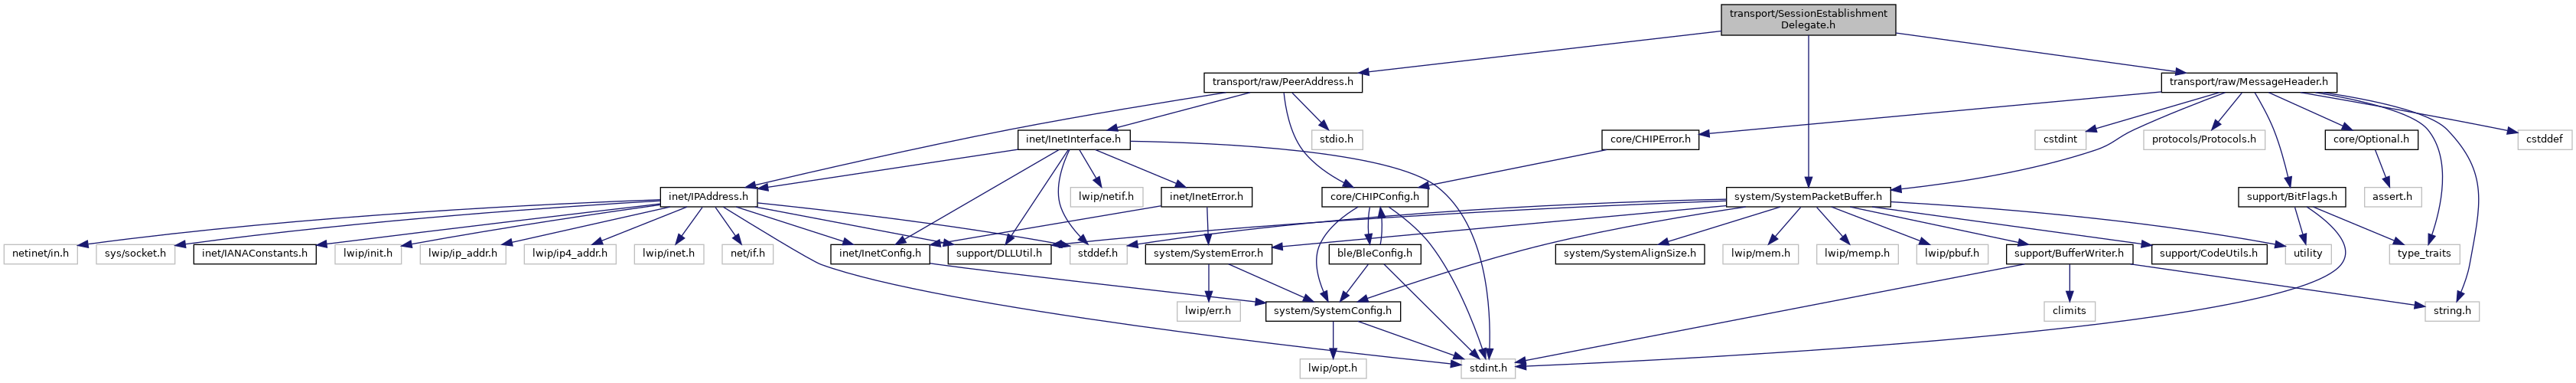 transport/SessionEstablishment
Delegate.h
transport/raw/PeerAddress.h
transport/raw/MessageHeader.h
inet/InetInterface.h
stdio.h
core/CHIPError.h
cstdint
protocols/Protocols.h
core/Optional.h
cstddef
inet/IPAddress.h
lwip/netif.h
inet/InetError.h
core/CHIPConfig.h
system/SystemPacketBuffer.h
support/BitFlags.h
assert.h
netinet/in.h
sys/socket.h
inet/IANAConstants.h
lwip/init.h
lwip/ip_addr.h
lwip/ip4_addr.h
lwip/inet.h
net/if.h
inet/InetConfig.h
support/DLLUtil.h
stddef.h
system/SystemError.h
ble/BleConfig.h
system/SystemAlignSize.h
lwip/mem.h
lwip/memp.h
lwip/pbuf.h
support/BufferWriter.h
support/CodeUtils.h
utility
type_traits
lwip/err.h
system/SystemConfig.h
climits
string.h
lwip/opt.h
stdint.h